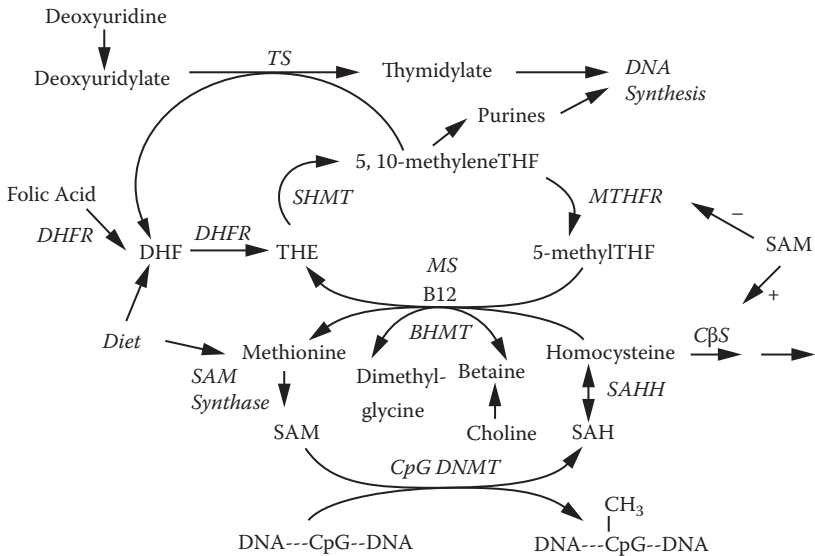 Deoxyuridine
Deoxyuridylate
TS
Thymidylate
DNA
Synthesis
Purines
5, 10-methyleneTHF
Folic Acid
SHMT
MTHFR
DHFR
DHF
DHFR
THE
5-methylTHF
–
SAM
+
MS
B12
Diet
Methionine
BHMT
Homocysteine
CβS
SAM
Synthase
Dimethyl-
glycine
Betaine
SAHH
SAM
Choline
SAH
CpG DNMT
CH3
DNA---CpG--DNA
DNA---CpG--DNA